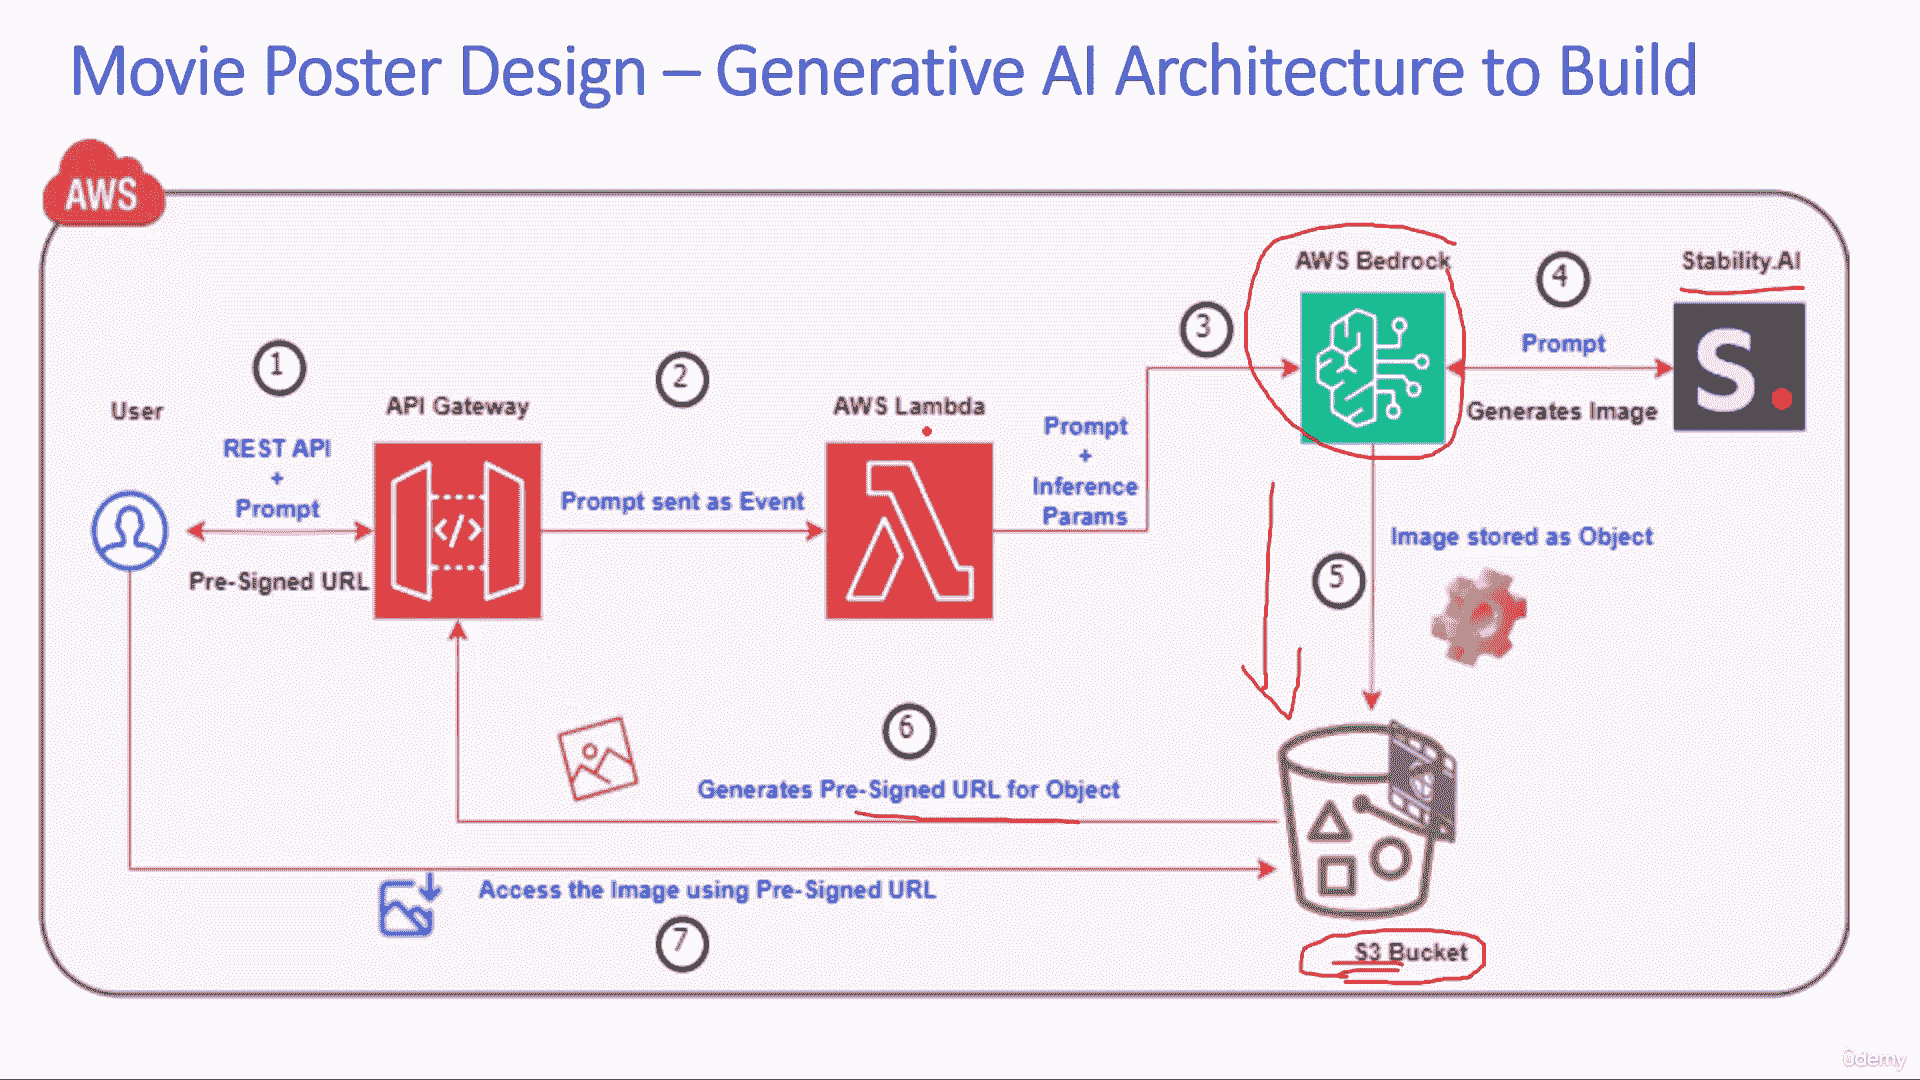 Movie Poster Design – Generative AI Architecture to Build
AWS
AWS Bedrock
Stability.AI
4
3
1
2
Prompt
User
API Gateway
AWS Lambda
Generates Image
S
REST API
+
Prompt
Prompt
+
Inference
Params
Prompt sent as Event
</>
Image stored as Object
5
Pre-Signed URL
6
Generates Pre-Signed URL for Object
Access the Image using Pre-Signed URL
7
S3 Bucket
ûdemy